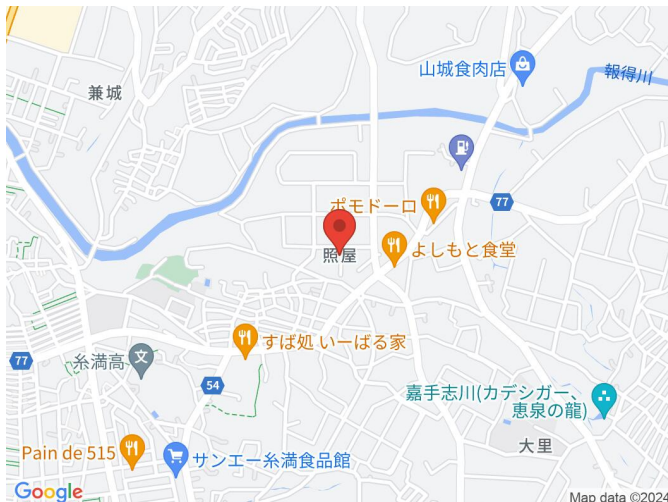 山城食肉店
報得川
兼城
77
ポモドーロ
照屋
よしもと食堂
すば処 いーばる家
77
糸満高
文
54
嘉手志川(カデシガー、
恵泉の龍)
大里
Pain de 515
サンエー糸満食品館
Google
Map data ©2024